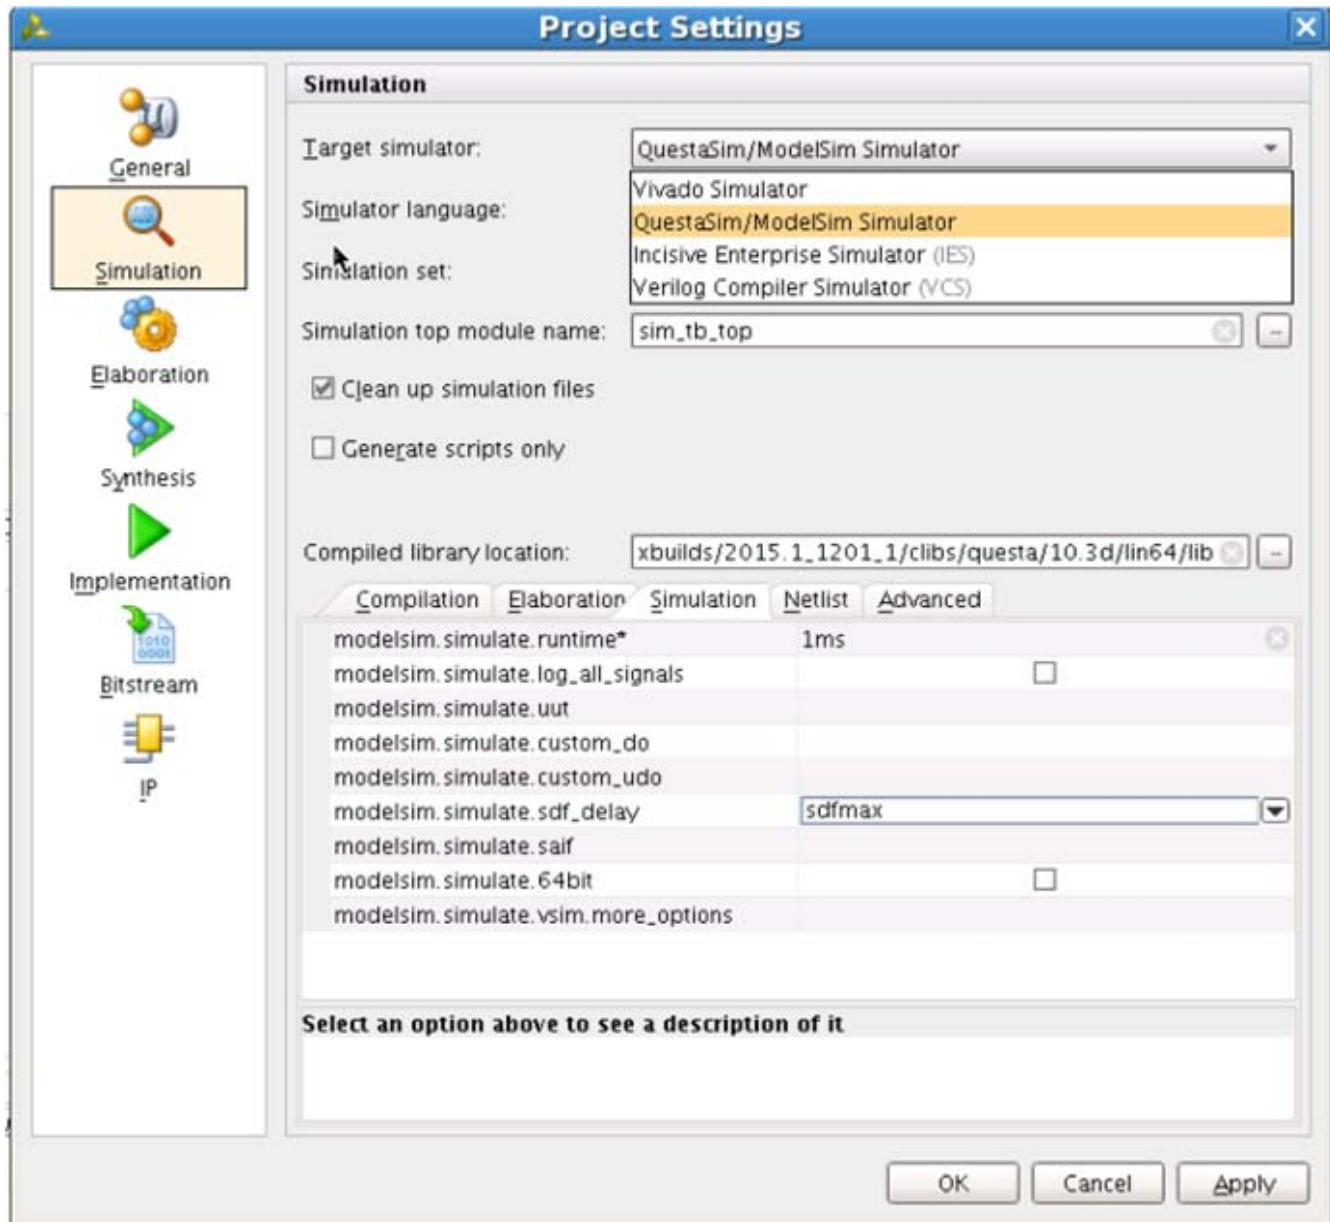 Project Settings
General
Simulation
Elaboration
Synthesis
Implementation
Bitstream
IP
Simulation
Target simulator: QuestaSim/ModelSim Simulator
Vivado Simulator
Simulator language:
QuestaSim/ModelSim Simulator
Incisive Enterprise Simulator (IES)
Simulation set:
Verilog Compiler Simulator (VCS)
Simulation top module name: sim_tb_top
Clean up simulation files
Generate scripts only
Compiled library location: xbuilds/2015.1_1201_1/clibs/questa/10.3d/lin64/lib
Compilation Elaboration Simulation Netlist Advanced
modelsim.simulate.runtime* 1ms
modelsim.simulate.log_all_signals
modelsim.simulate.uut
modelsim.simulate.custom_do
modelsim.simulate.custom_udo
modelsim.simulate.sdf_delay sdfmax
modelsim.simulate.saif
modelsim.simulate.64bit
modelsim.simulate.vsim.more_options
Select an option above to see a description of it
OK Cancel Apply